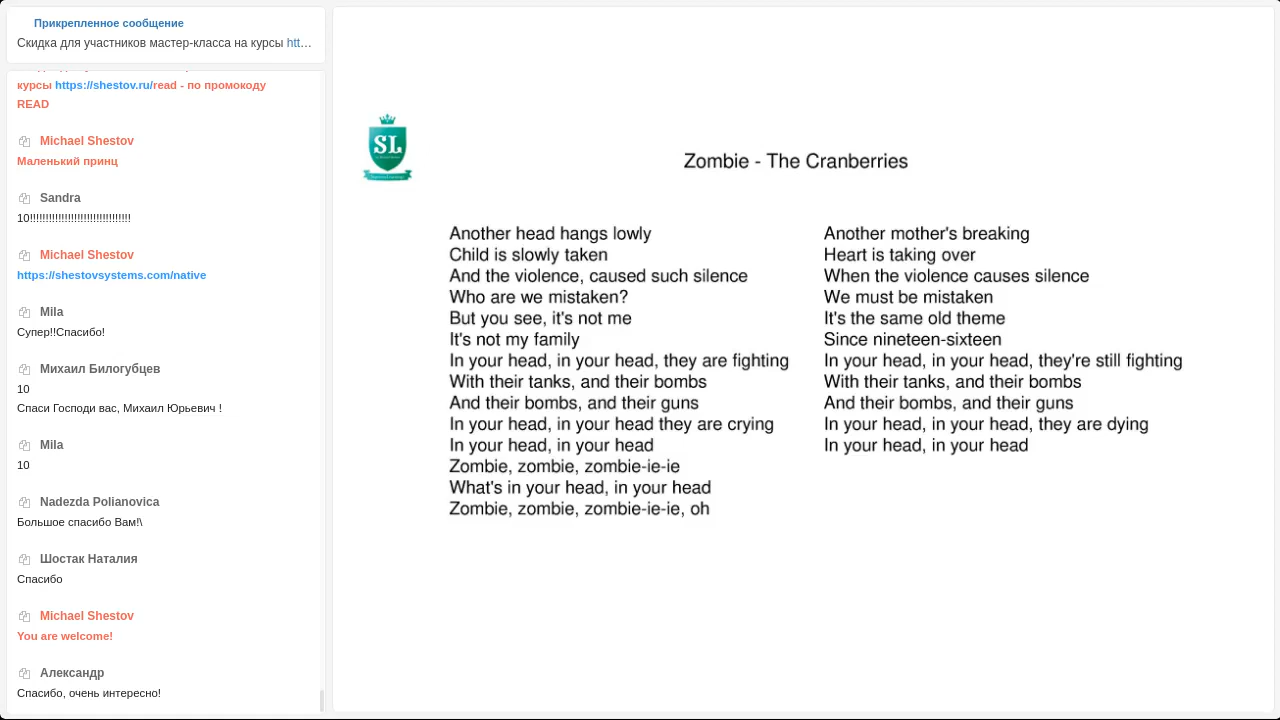 Прикрепленное сообщение
Скидка для участников мастер-класса на курсы htt…
курсы https://shestov.ru/read - по промокоду
READ
Michael Shestov
Маленький принц
Sandra
10!!!!!!!!!!!!!!!!!!!!!!!!!!!!!!!!
Michael Shestov
https://shestovsystems.com/native
Mila
Супер!!Спасибо!
Михаил Билогубцев
10
Спаси Господи вас, Михаил Юрьевич !
Mila
10
Nadezda Polianovica
Большое спасибо Вам!\
Шостак Наталия
Спасибо
Michael Shestov
You are welcome!
Александр
Спасибо, очень интересно!
SL
Zombie - The Cranberries
Another head hangs lowly
Child is slowly taken
And the violence, caused such silence
Who are we mistaken?
But you see, it's not me
It's not my family
In your head, in your head, they are fighting
With their tanks, and their bombs
And their bombs, and their guns
In your head, in your head they are crying
In your head, in your head
Zombie, zombie, zombie-ie-ie
What's in your head, in your head
Zombie, zombie, zombie-ie-ie, oh
Another mother's breaking
Heart is taking over
When the violence causes silence
We must be mistaken
It's the same old theme
Since nineteen-sixteen
In your head, in your head, they're still fighting
With their tanks, and their bombs
And their bombs, and their guns
In your head, in your head, they are dying
In your head, in your head